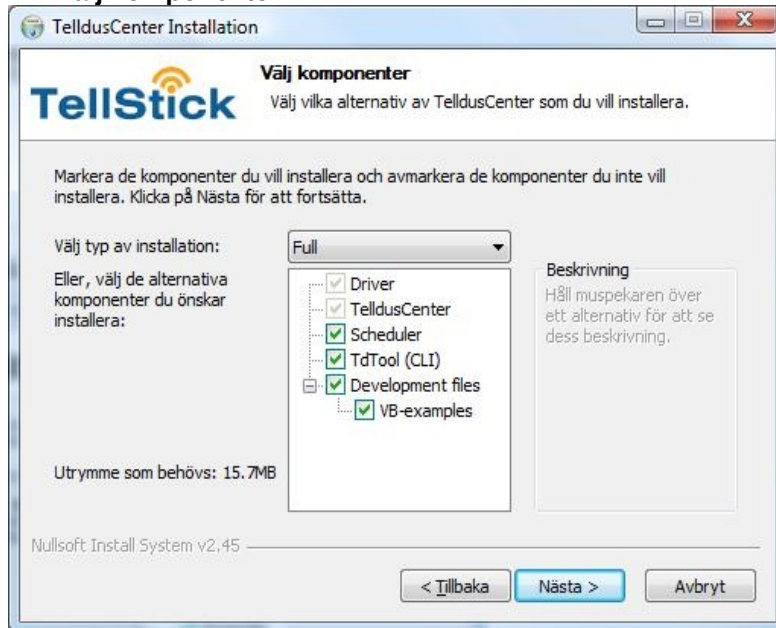 TelldusCenter Installation
TellStick
Välj komponenter
Välj vilka alternativ av TelldusCenter som du vill installera.
Markera de komponenter du vill installera och avmarkera de komponenter du inte vill
installera. Klicka på Nästa för att fortsätta.
Välj typ av installation:
Full
Eller, välj de alternativa
komponenter du önskar
installera:
Driver
TelldusCenter
Scheduler
TdTool (CLI)
Development files
VB-examples
Beskrivning
Håll muspekaren över
ett alternativ för att se
dess beskrivning.
Utrymme som behövs: 15.7MB
Nullsoft Install System v2.45
< Tillbaka
Nästa >
Avbryt